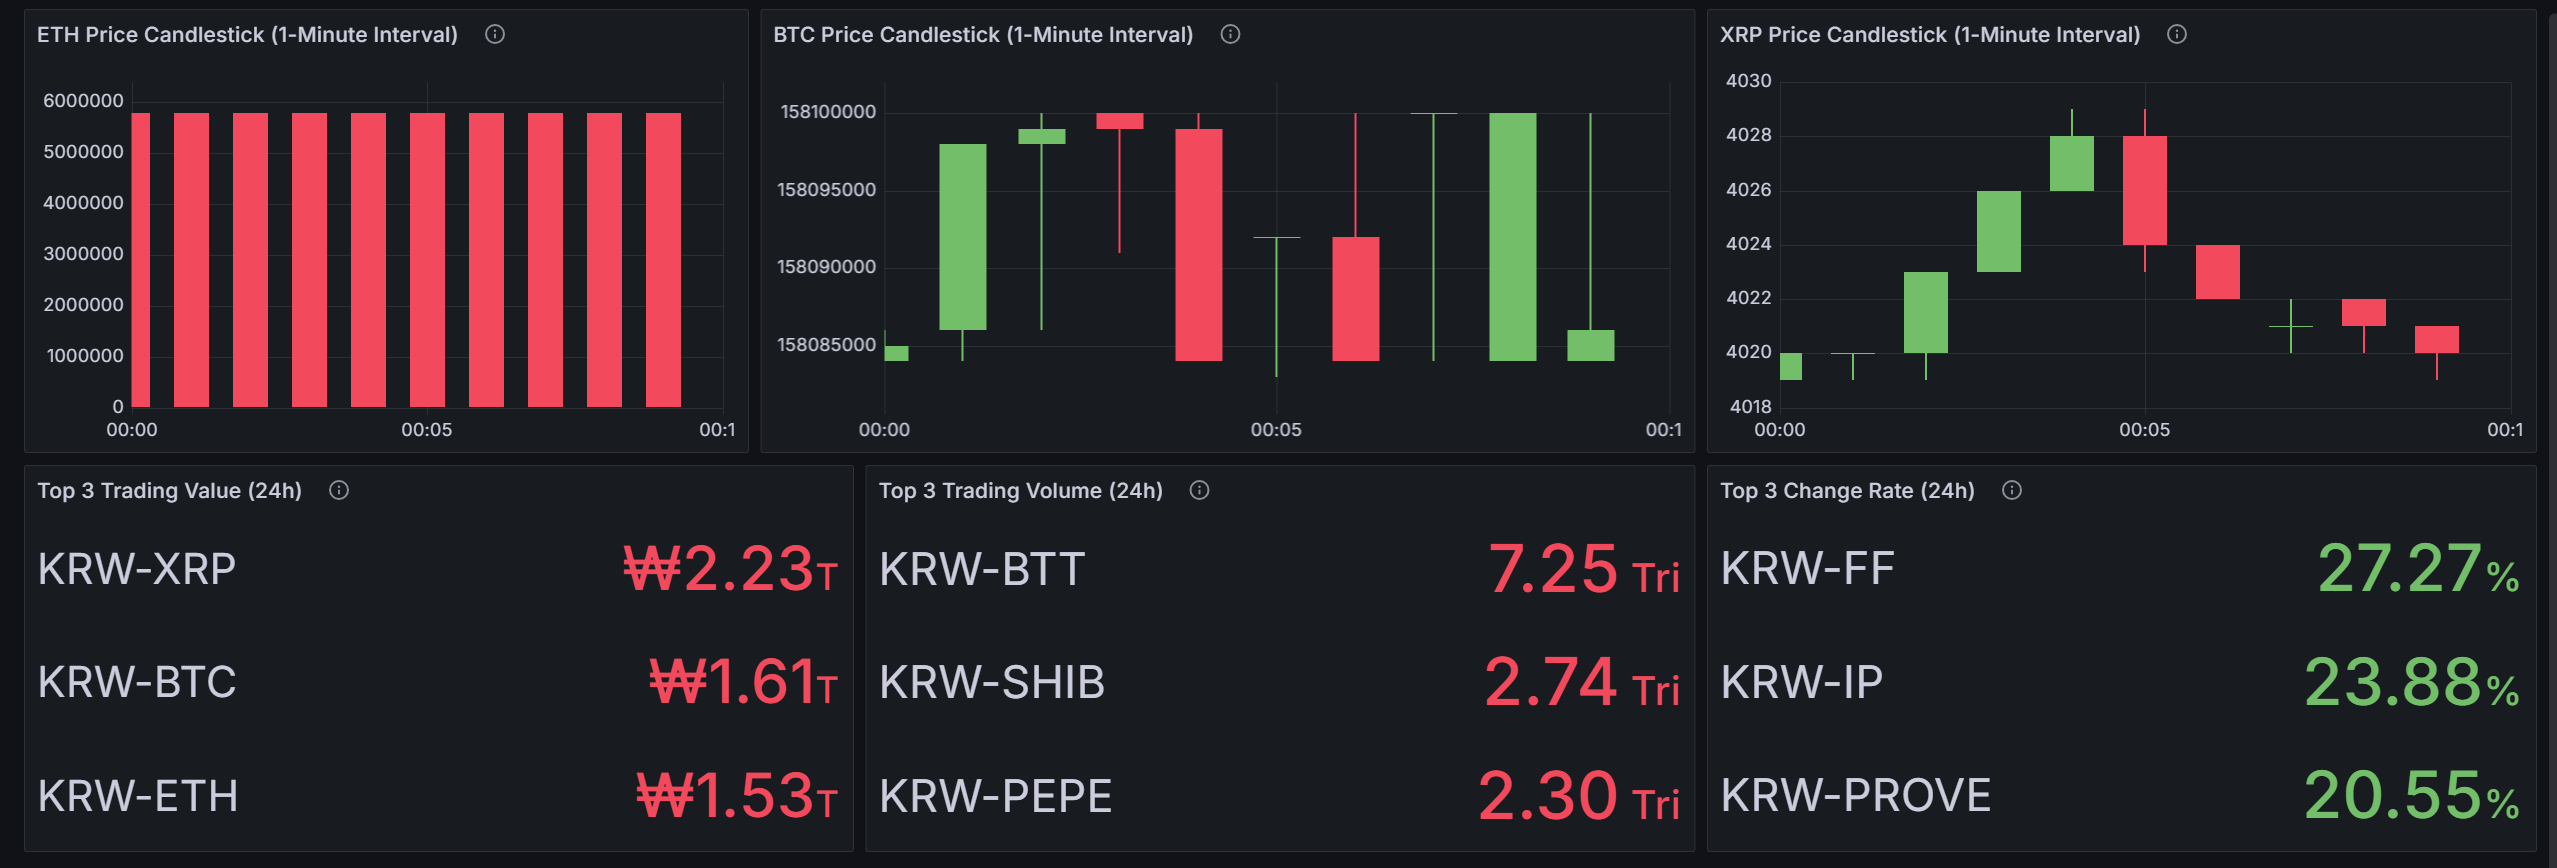 ETH Price Candlestick (1-Minute Interval)
6000000
5000000
4000000
3000000
2000000
1000000
0
00:00 00:05 00:1
BTC Price Candlestick (1-Minute Interval)
158100000
158095000
158090000
158085000
00:00 00:05 00:1
XRP Price Candlestick (1-Minute Interval)
4030
4028
4026
4024
4022
4020
4018
00:00 00:05 00:1
Top 3 Trading Value (24h)
KRW-XRP ₩2.23T
KRW-BTC ₩1.61T
KRW-ETH ₩1.53T
Top 3 Trading Volume (24h)
KRW-BTT 7.25 Tri
KRW-SHIB 2.74 Tri
KRW-PEPE 2.30 Tri
Top 3 Change Rate (24h)
KRW-FF 27.27%
KRW-IP 23.88%
KRW-PROVE 20.55%